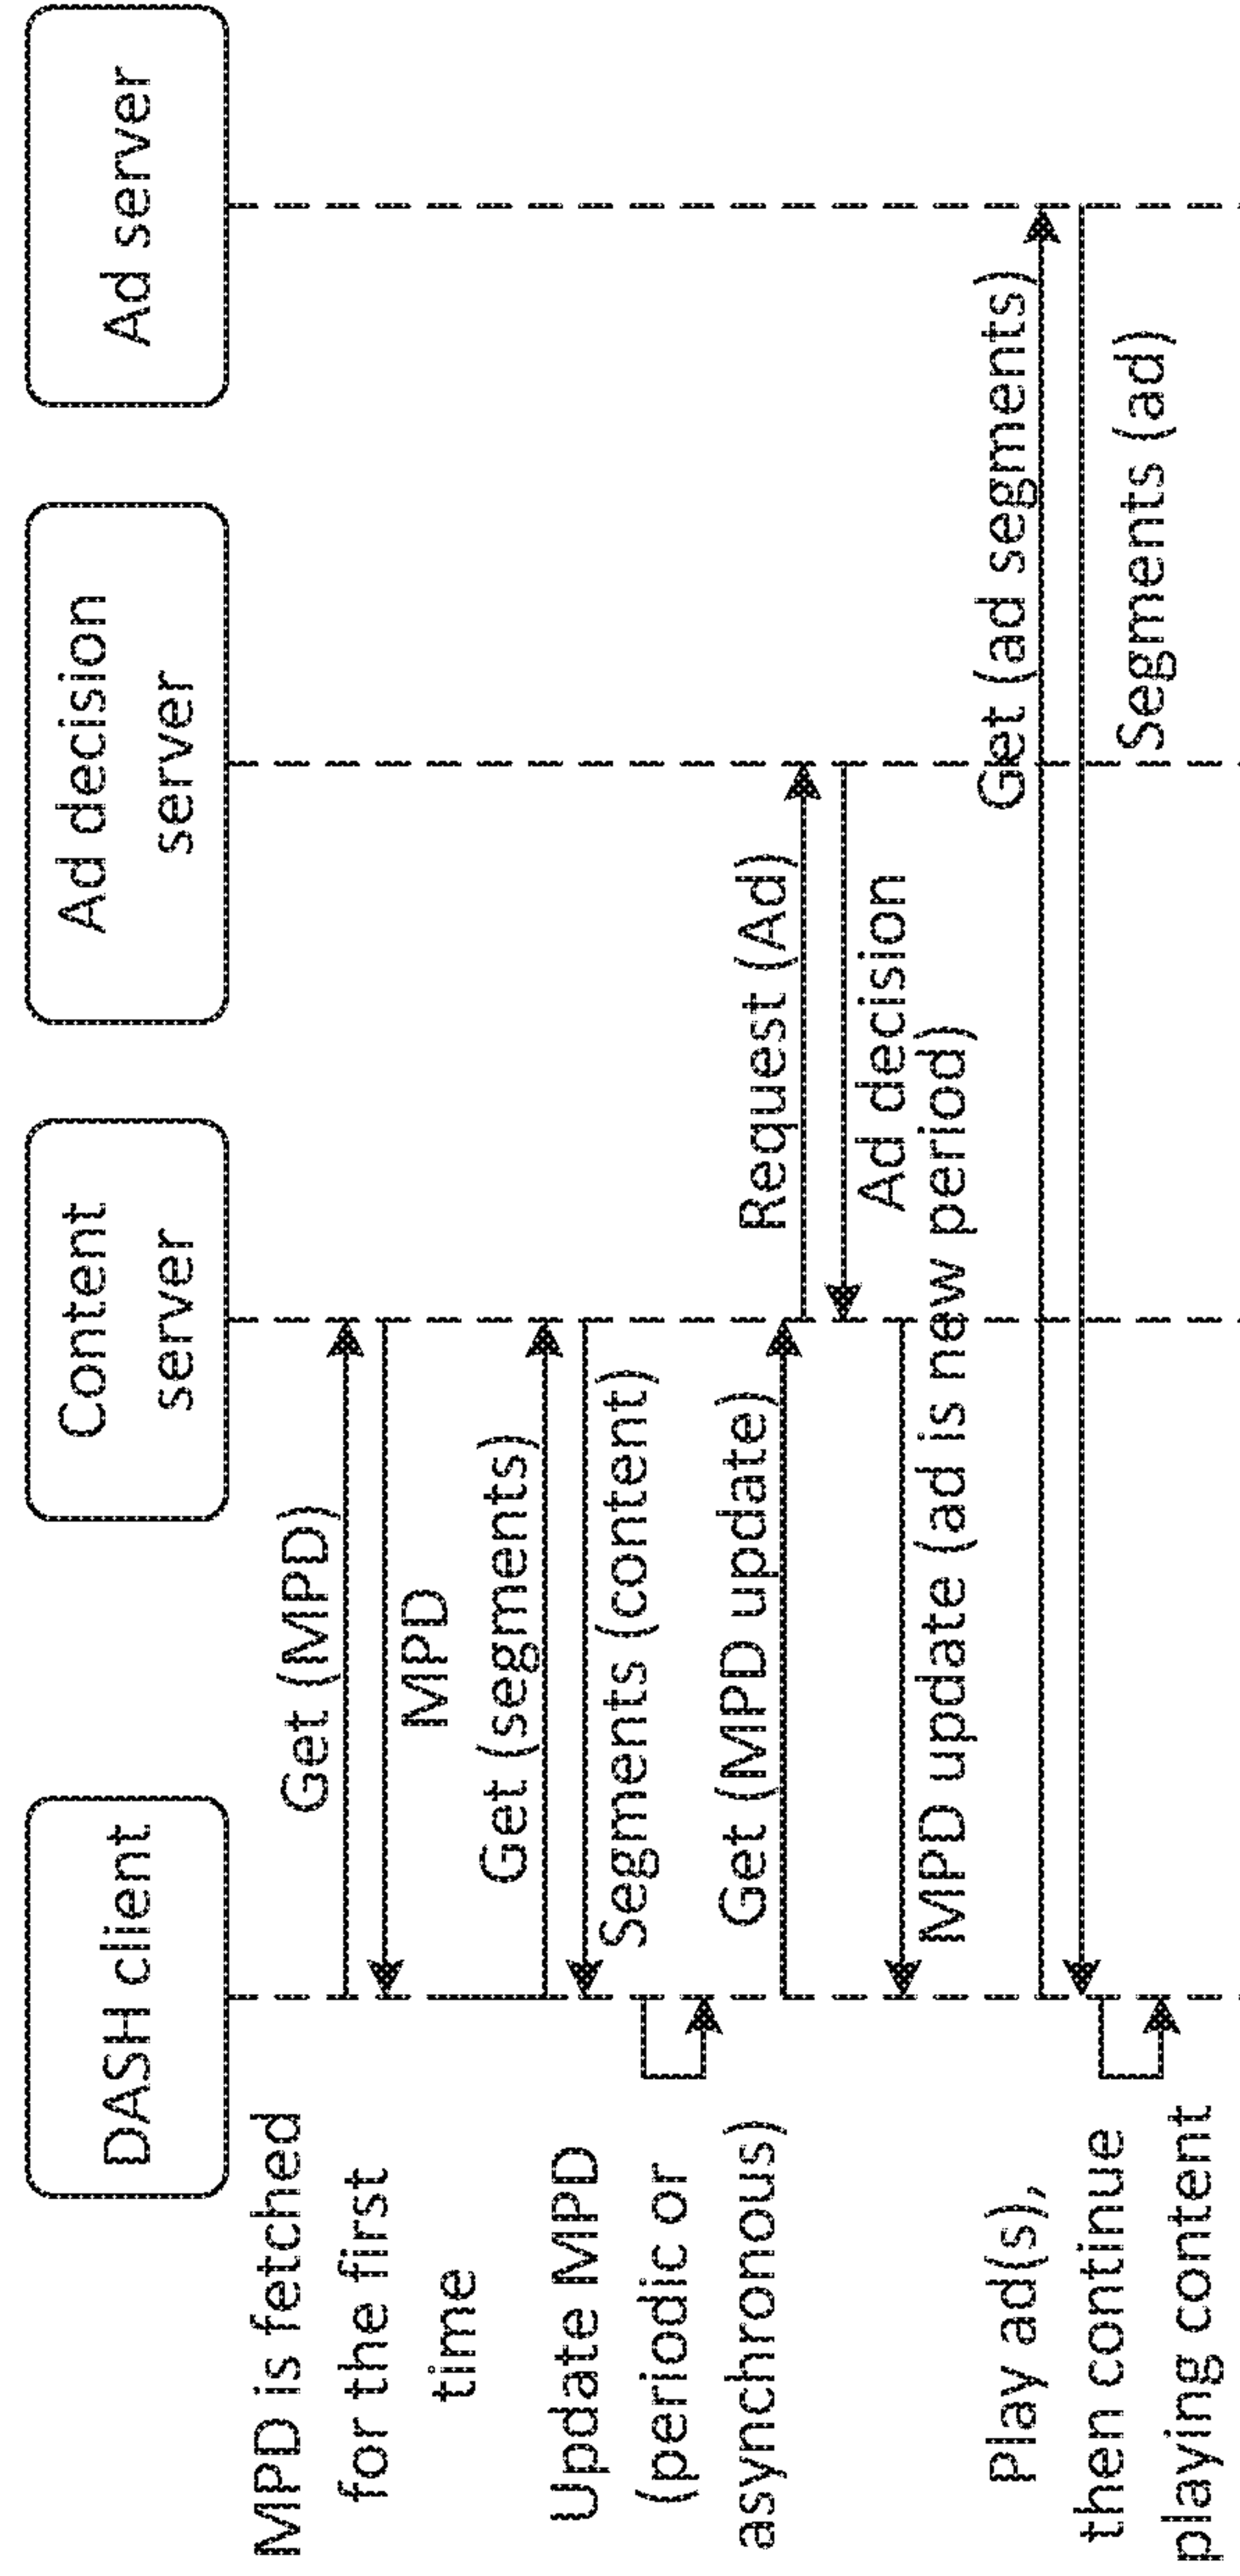 DASH client
Content
server
Ad decision
server
Ad server
MPD is fetched
for the first
time
Get (MPD)
MPD
Get (segments)
Segments (content)
Update MPD
(periodic or
asynchronous)
Get (MPD update)
Request (Ad)
Ad decision
MPD update (ad is new period)
Get (ad segments)
Segments (ad)
Play ad(s),
then continue
playing content